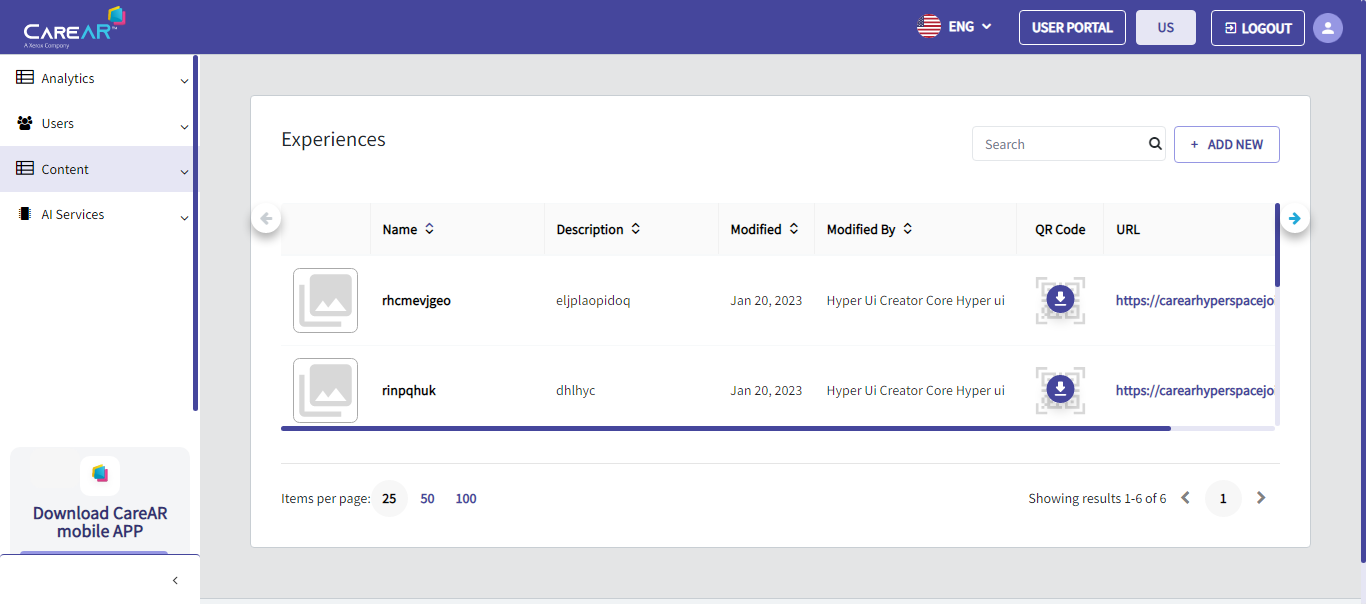 CAREAR™
A Xerox Company
ENG
USER PORTAL
US
LOGOUT
Analytics
Users
Content
AI Services
Download CareAR
mobile APP
Experiences
Search
+ ADD NEW
Name
Description
Modified
Modified By
QR Code
URL
rhcmevjgeo
eljplaopidoq
Jan 20, 2023
Hyper Ui Creator Core Hyper ui
https://carearhyperspacejo
rinpqhuk
dhlhyc
Jan 20, 2023
Hyper Ui Creator Core Hyper ui
https://carearhyperspacejo
Items per page: 25 50 100
Showing results 1-6 of 6
1